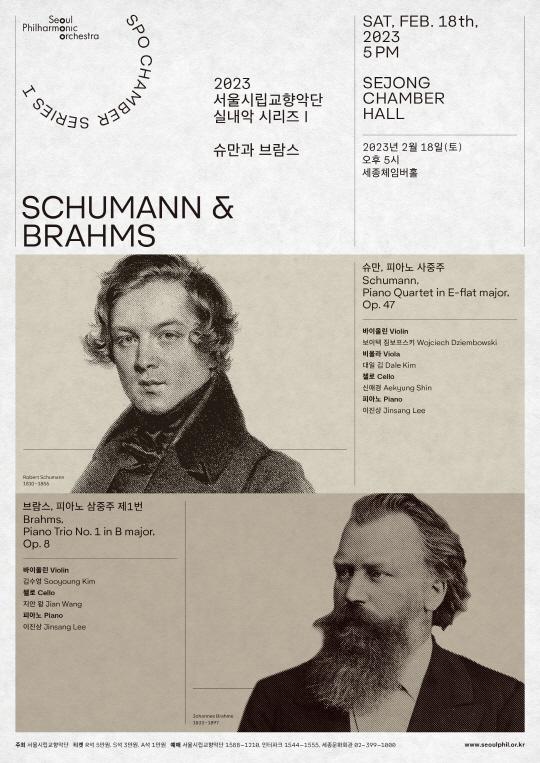 Seoul
Philharmonic
Orchestra
SPO CHAMBER SERIES I
2023
서울시립교향악단
실내악 시리즈 I
슈만과 브람스
SAT, FEB. 18th,
2023
5 PM
SEJONG
CHAMBER
HALL
2023년 2월 18일(토)
오후 5시
세종체임버홀
SCHUMANN &
BRAHMS
슈만, 피아노 사중주
Schumann,
Piano Quartet in E-flat major,
Op. 47
바이올린 Violin
보이텍 짐보프스키 Wojciech Dziembowski
비올라 Viola
대일 김 Dale Kim
첼로 Cello
신애경 Aekyung Shin
피아노 Piano
이진상 Jinsang Lee
Robert Schumann
1810–1856
브람스, 피아노 삼중주 제1번
Brahms,
Piano Trio No. 1 in B major,
Op. 8
바이올린 Violin
김수영 Sooyoung Kim
첼로 Cello
지안 왕 Jian Wang
피아노 Piano
이진상 Jinsang Lee
Johannes Brahms
1833–1897
주최 서울시립교향악단 티켓 R석 5만원, S석 3만원, A석 1만원 예매 서울시립교향악단 1588-1210, 인터파크 1544-1555, 세종문화회관 02-399-1000
www.seoulphil.or.kr